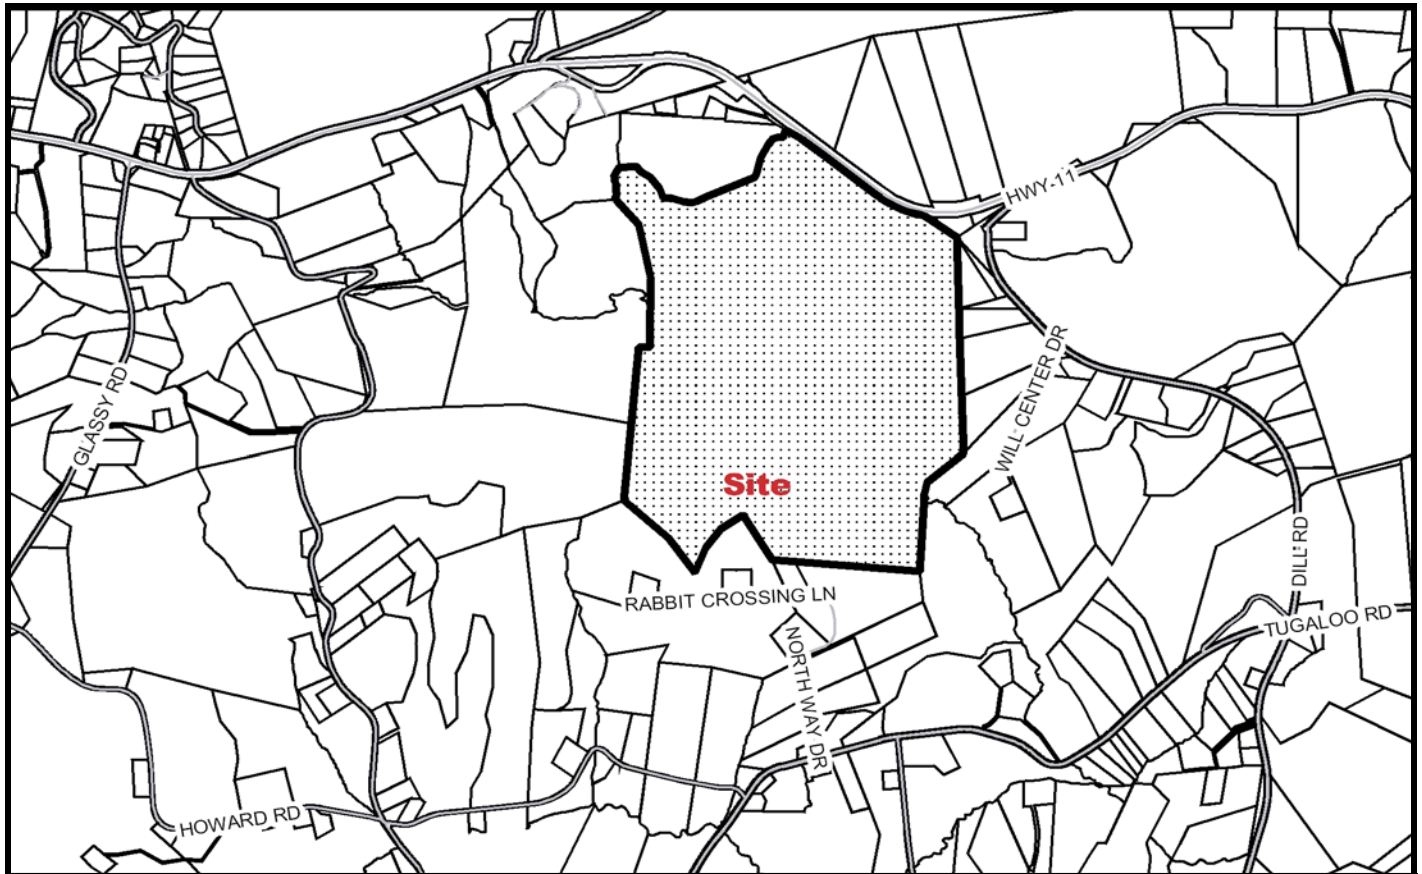 HWY-11
GLASSY RD
WILL CENTER DR
Site
DILL RD
RABBIT CROSSING LN
TUGALOO RD
NORTH WAY DR
HOWARD RD